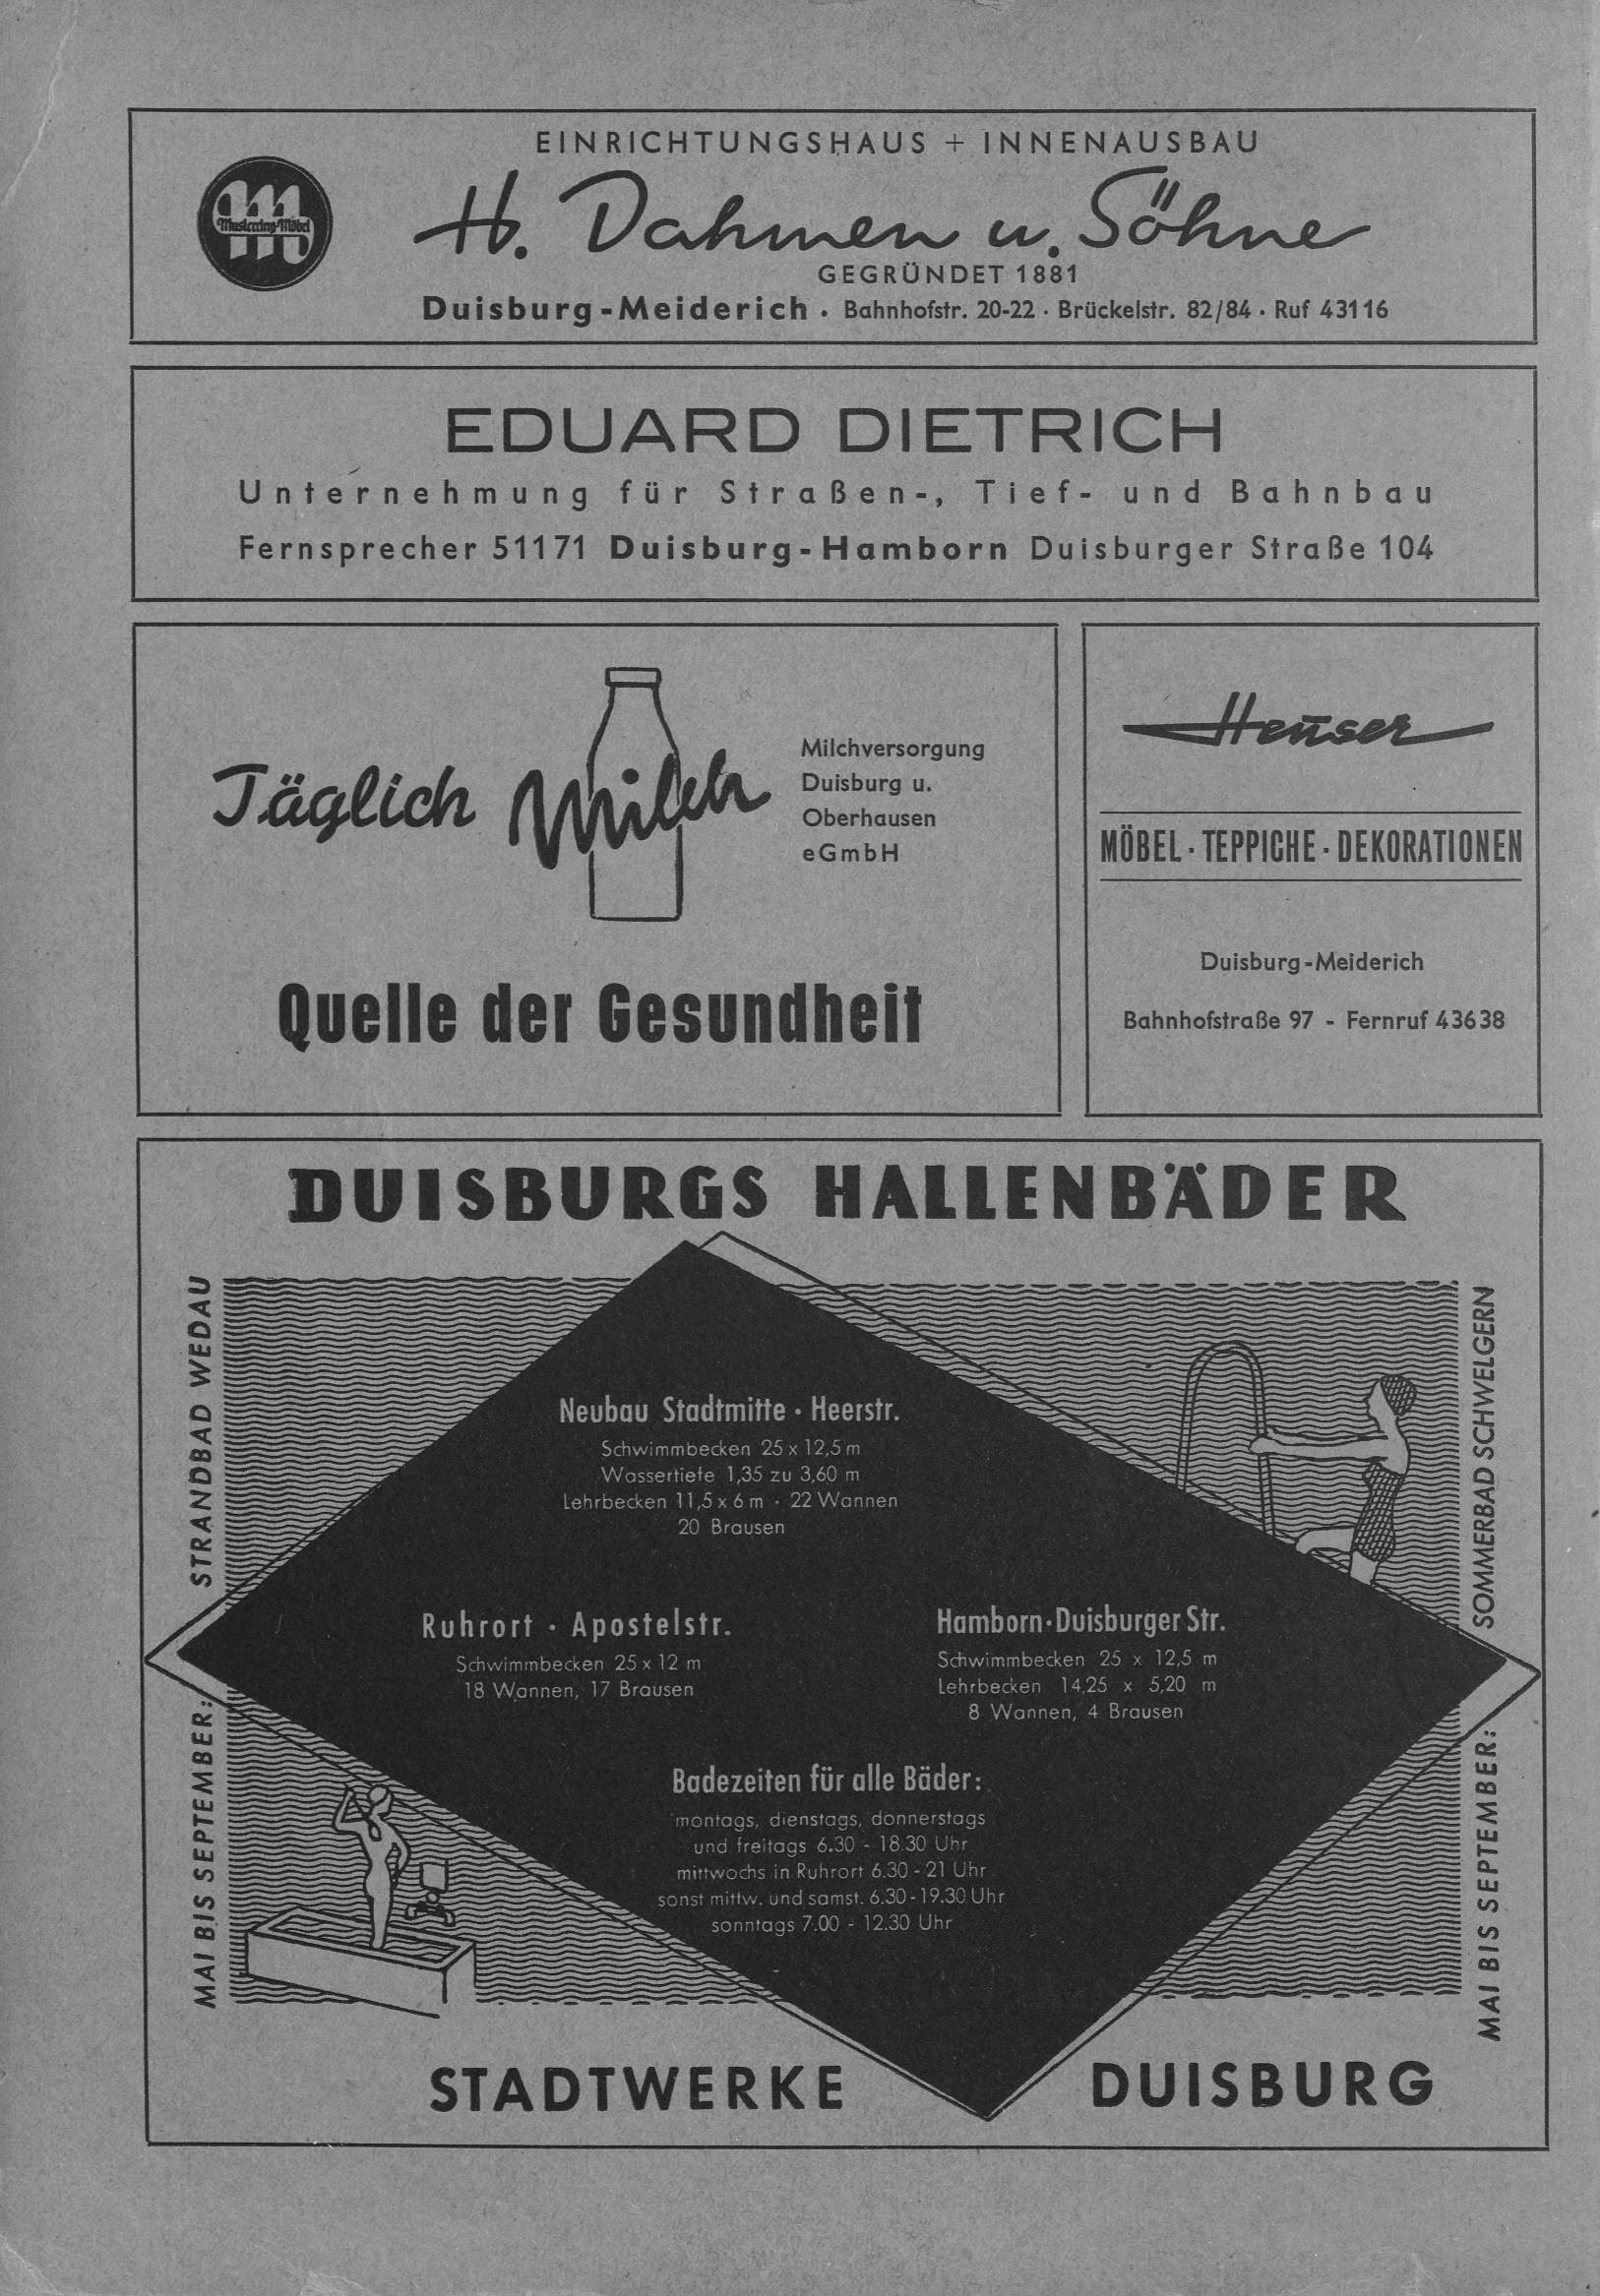 EINRICHTUNGSHAUS + INNENAUSBAU
Musterring-Möbel
H. Dahmen u. Söhne
GEGRÜNDET 1881
Duisburg-Meiderich · Bahnhofstr. 20-22 · Brückelstr. 82/84 · Ruf 43116
EDUARD DIETRICH
Unternehmung für Straßen-, Tief- und Bahnbau
Fernsprecher 51171 Duisburg-Hamborn Duisburger Straße 104
Täglich Milch
Milchversorgung
Duisburg u.
Oberhausen
eGmbH
Quelle der Gesundheit
Heuser
MÖBEL · TEPPICHE · DEKORATIONEN
Duisburg-Meiderich
Bahnhofstraße 97 - Fernruf 43638
DUISBURGS HALLENBÄDER
MAI BIS SEPTEMBER: STRANDBAD WEDAU
Neubau Stadtmitte · Heerstr.
Schwimmbecken 25 x 12,5 m
Wassertiefe 1,35 zu 3,60 m
Lehrbecken 11,5 x 6 m · 22 Wannen
20 Brausen
Ruhrort · Apostelstr.
Schwimmbecken 25 x 12 m
18 Wannen, 17 Brausen
Hamborn · Duisburger Str.
Schwimmbecken 25 x 12,5 m
Lehrbecken 14,25 x 5,20 m
8 Wannen, 4 Brausen
Badezeiten für alle Bäder:
montags, dienstags, donnerstags
und freitags 6.30 - 18.30 Uhr
mittwochs in Ruhrort 6.30 - 21 Uhr
sonst mittw. und samst. 6.30 - 19.30 Uhr
sonntags 7.00 - 12.30 Uhr
MAI BIS SEPTEMBER: SOMMERBAD SCHWELGERN
STADTWERKE DUISBURG